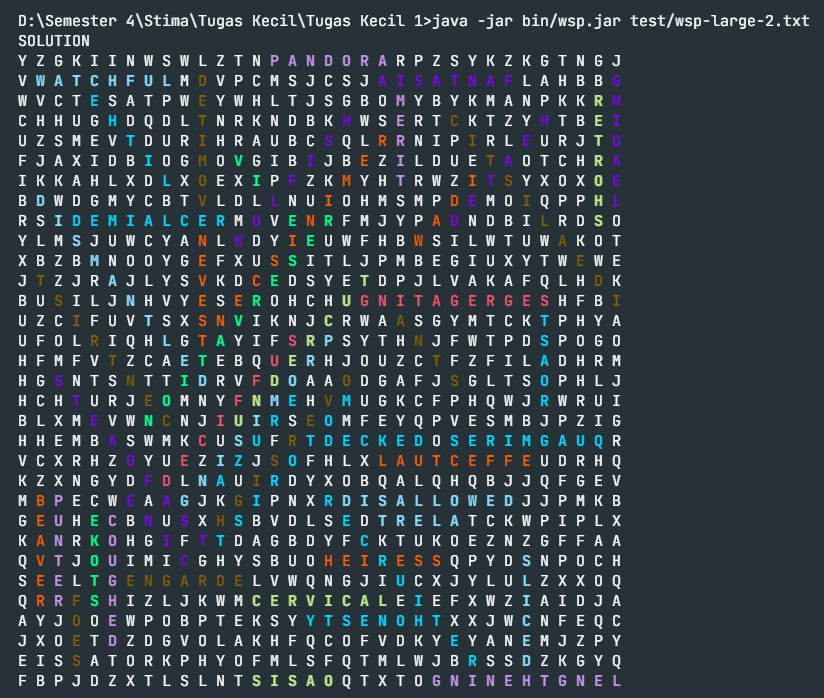 D:\Semester 4\Stima\Tugas Kecil\Tugas Kecil 1>java -jar bin/wsp.jar test/wsp-large-2.txt
SOLUTION
Y Z G K I I N W S W L Z T N P A N D O R A R P Z S Y K Z K G T N G J
V W A T C H F U L M D V P C M S J C S J A I S A T N A F L A H B B G
W V C T E S A T P W E Y W H L T J S G B O M Y B Y K M A N P K K R N
C H H U G H D Q D L T N R K N D B K H W S E R T C K T Z Y H T B E I
U Z S M E V T D U R I H R A U B C S Q L R R N I P I R L E U R J T D
F J A X I D B I O G M O V G I B I J B E Z I L D U E T A O T C H R A
I K K A H L X D L X O E X I P F Z K M Y H T R W Z I T S Y X O X O E
B D W D G M Y C B T V L D L L N U I O H M S M P D E M O I Q P P H L
R S I D E M I A L C E R M O V E N R F M J Y P A D N D B I L R D S O
Y L M S J U W C Y A N L W D Y I E U W F H B W S I L W T U W A K O T
X B Z B M N O O Y G E F X U S S I T L J P M B E G I U X Y T W E W E
J T Z J R A J L Y S V K D C E D S Y E T D P J L V A K A F Q L H D K
B U S I L J N H V Y E S E R O H C H U G N I T A G E R G E S H F B I
U Z C I F U V T S X S N V I K N J C R W A A S G Y M T C K T P H Y A
U F O L R I Q H L G T A Y I F S R P S Y T H N J F W T P D S P O G O
H F M F V T Z C A E T E B Q U E R H J O U Z C T F Z F I L A D H R M
H G S N T S N T T I D R V F D O A A O D G A F J S G L T S O P H L J
H C H T U R J E O M N Y F N M E H V M U G K C F P H Q W J R W R U I
B L X M E V W N C N J I U I R S E O M F E Y Q P V E S M B J P Z I G
H H E M B A S W M K C U S U F R T D E C K E D O S E R I M G A U Q R
V C X R H Z D Y U E Z I Z J S O F H L X L A U T C E F F E U D R H Q
K Z X N G Y D F D L N A U I R D Y X O B Q A L Q H Q B J J Q F G E V
M B P E C W E A A G J K G I P N X R D I S A L L O W E D J J P M K B
G E U H E C B N U S X H S B V D L S E D T R E L A T C K W P I P L X
K A N R K O H G I F T T D A G B D Y F C K T U K O E Z N Z G F F A A
Q V T J O U I M I C G H Y S B U O H E I R E S S Q P Y D S N P O C H
S E E L T G E N G A R D E L V W Q N G J I U C X J Y L U L Z X X O Q
Q R R F S H I Z L J K W M C E R V I C A L E I E F X W Z I A I D J A
A Y J O O E W P O B P T E K S Y Y T S E N O H T X X J W C N F E Q C
J X O E T D Z D G V O L A K H F Q C O F V D K Y E Y A N E M J Z P Y
E I S S A T O R K P H Y O F M L S F Q T M L W J B R S S D Z K G Y Q
F B P J D Z X T L S L N T S I S A O Q T X T O G N I N E H T G N E L